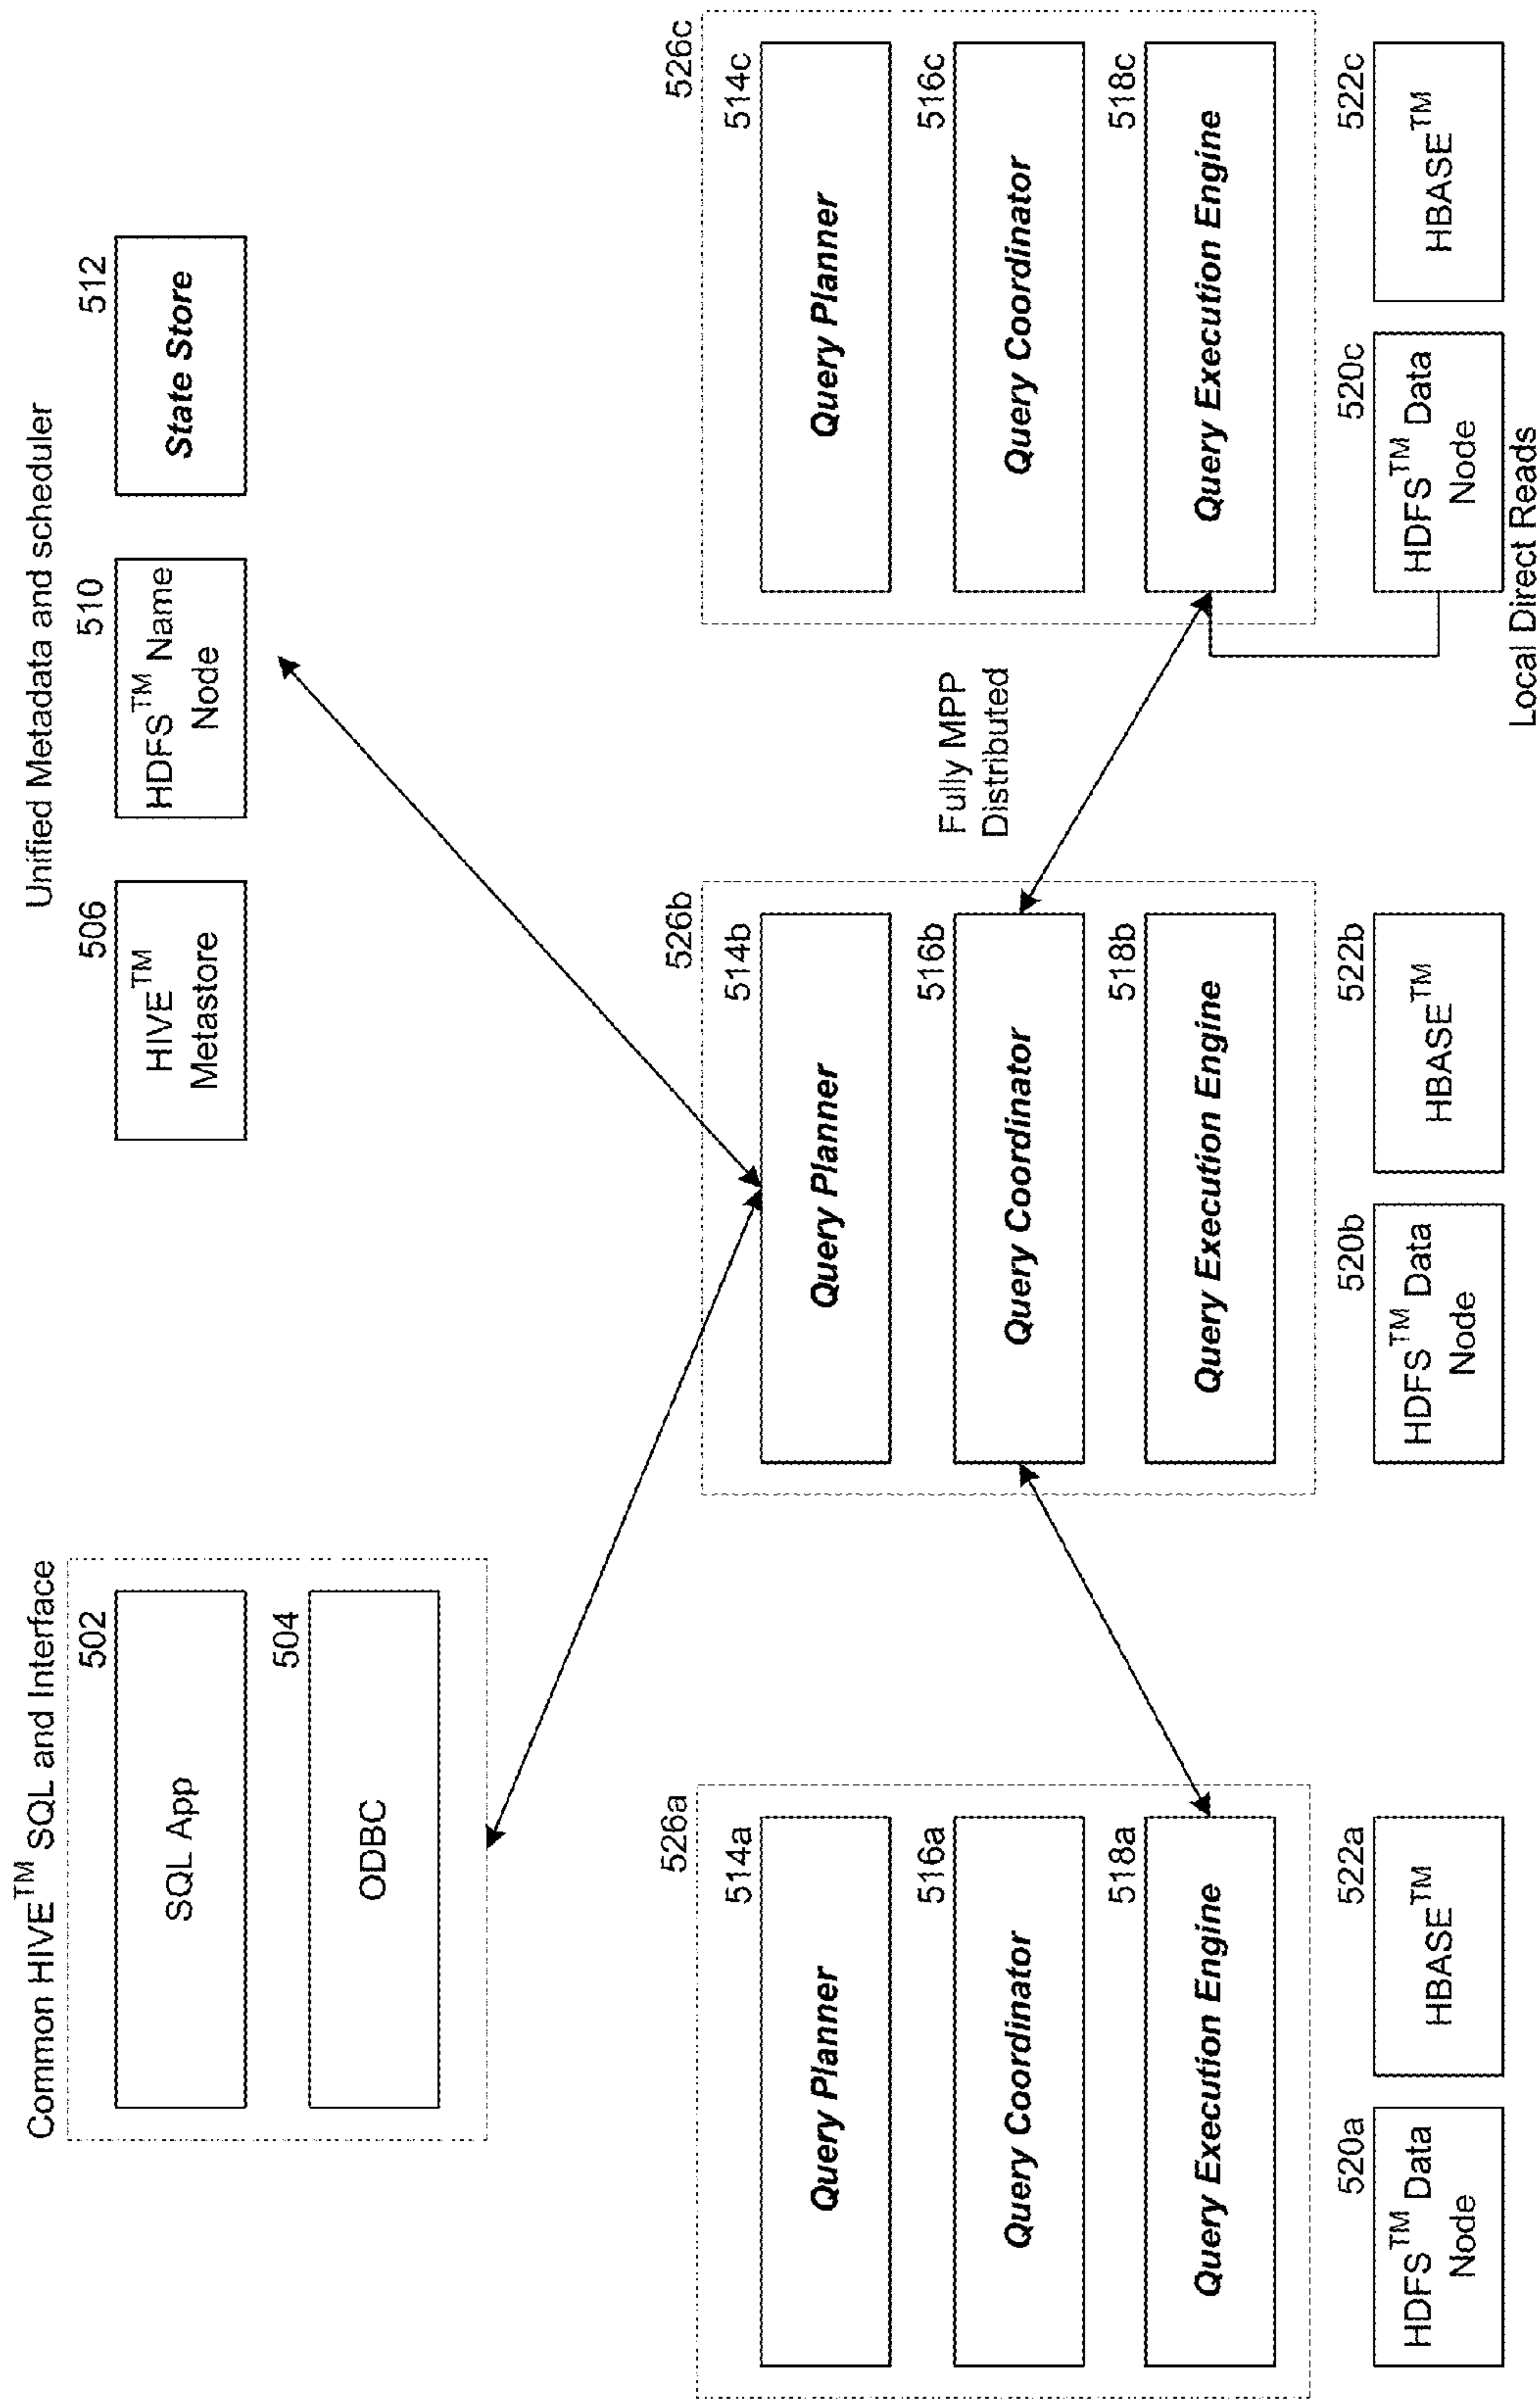 Common HIVE™ SQL and Interface
502
SQL App
504
ODBC
Unified Metadata and scheduler
506
HIVE™
Metastore
510
HDFS™ Name
Node
512
State Store
526a
514a
Query Planner
516a
Query Coordinator
518a
Query Execution Engine
520a
HDFS™ Data
Node
522a
HBASE™
526b
514b
Query Planner
516b
Query Coordinator
518b
Query Execution Engine
520b
HDFS™ Data
Node
522b
HBASE™
Fully MPP
Distributed
526c
514c
Query Planner
516c
Query Coordinator
518c
Query Execution Engine
520c
HDFS™ Data
Node
522c
HBASE™
Local Direct Reads